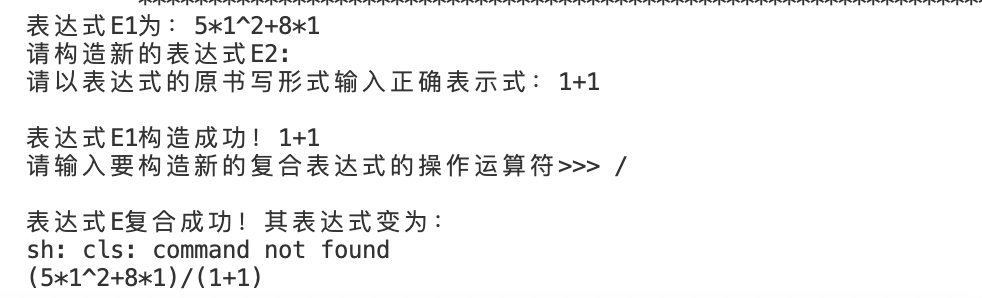 表达式E1为：5*1^2+8*1
请构造新的表达式E2:
请以表达式的原书写形式输入正确表示式：1+1
表达式E1构造成功！1+1
请输入要构造新的复合表达式的操作运算符>>> /
表达式E复合成功！其表达式变为：
sh: cls: command not found
(5*1^2+8*1)/(1+1)